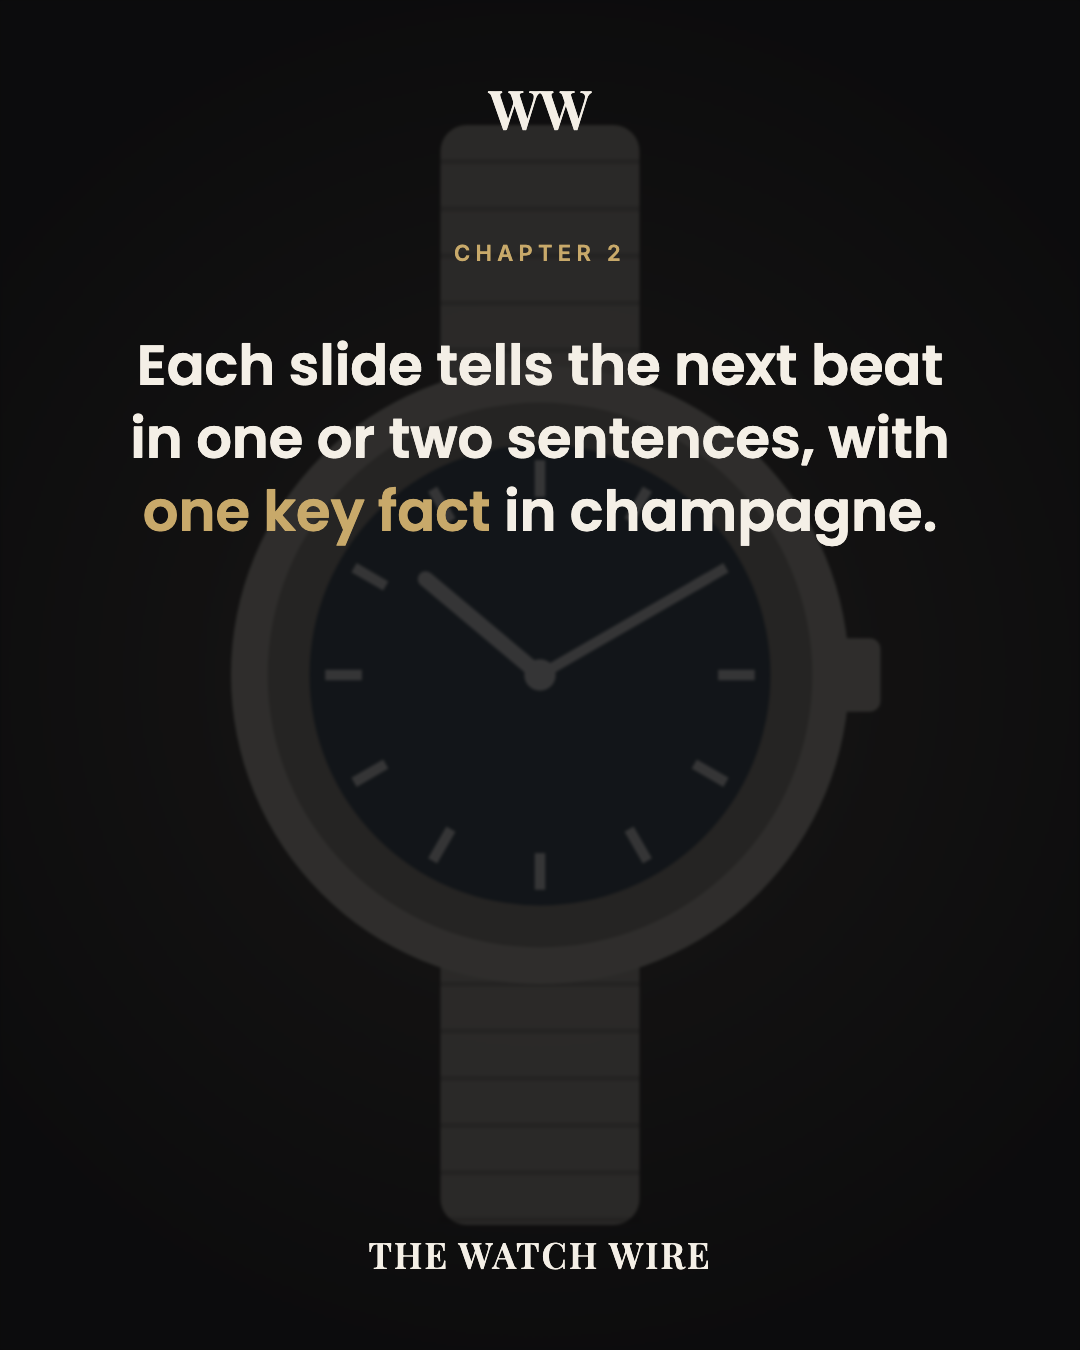 WW
CHAPTER 2
Each slide tells the next beat
in one or two sentences, with
one key fact in champagne.
THE WATCH WIRE